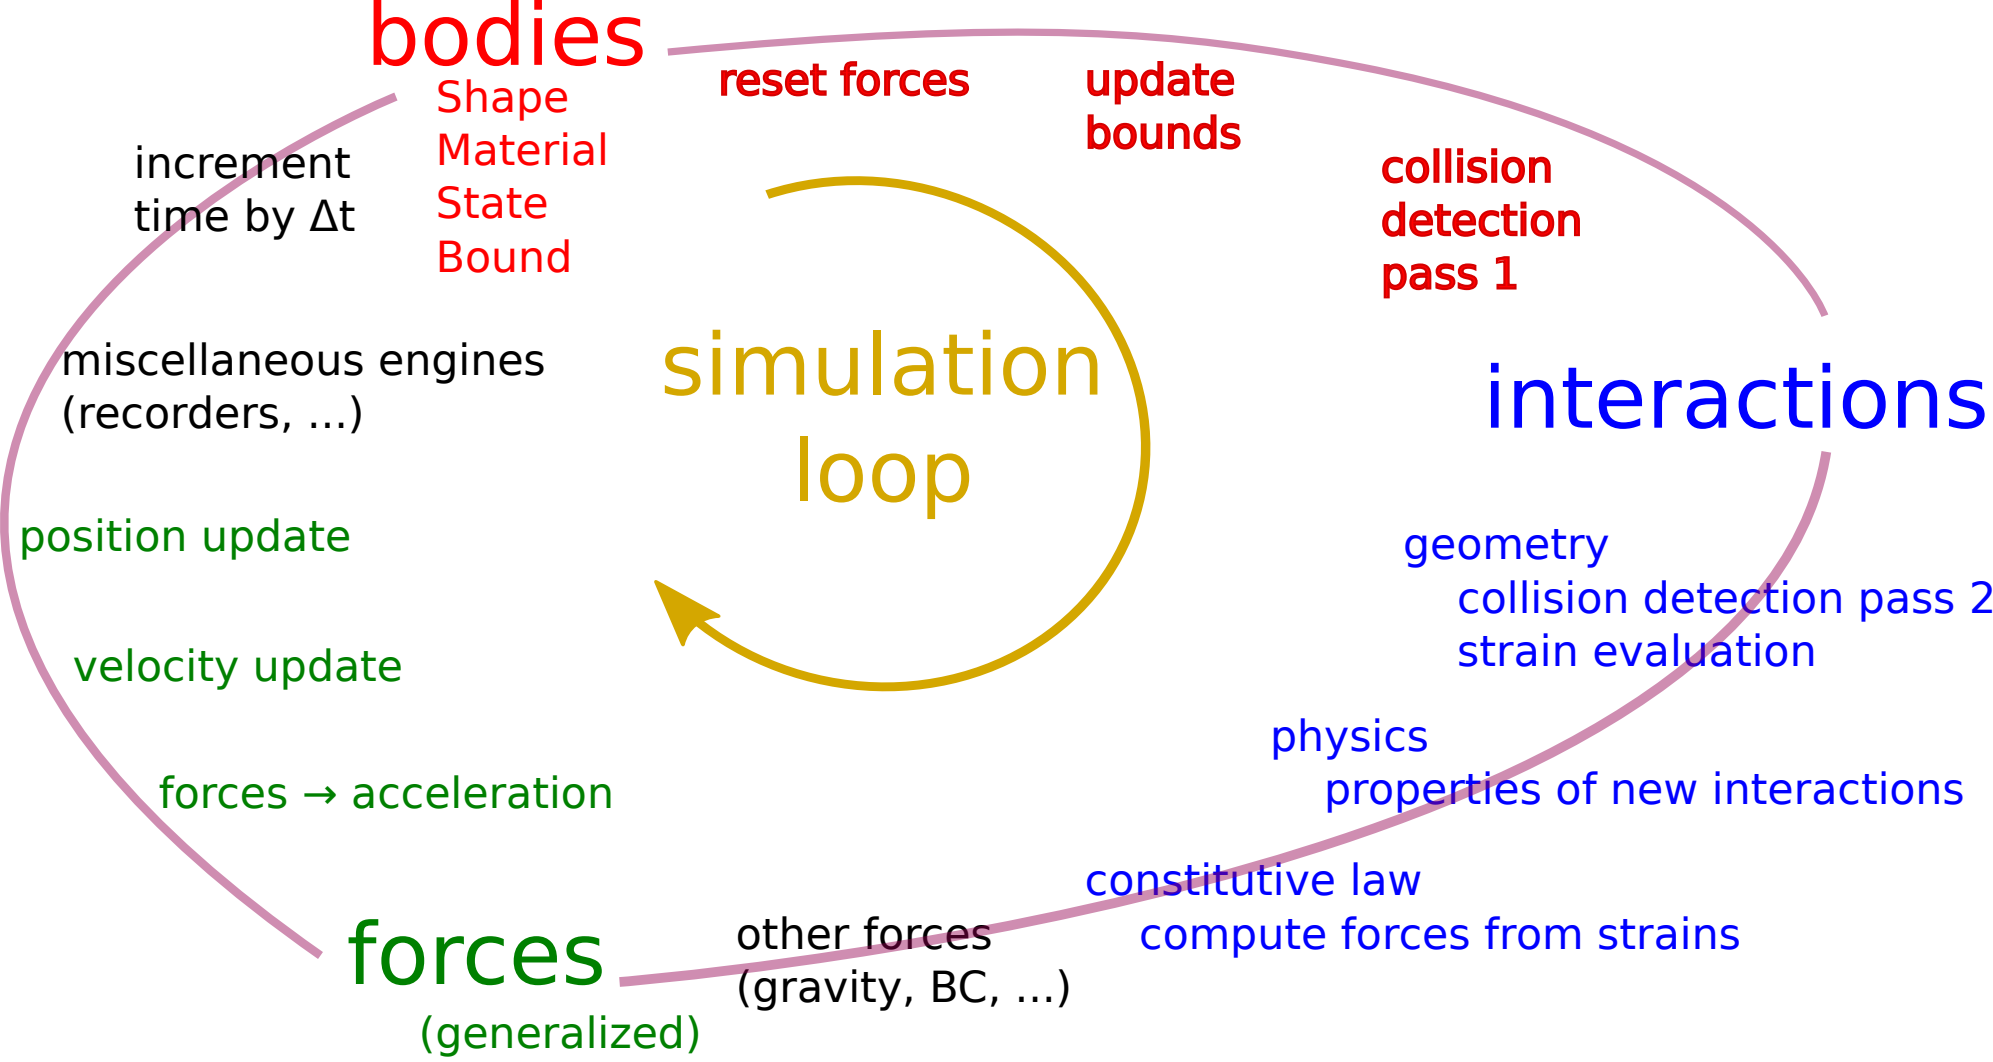 bodies
Shape
Material
State
Bound
reset forces
update
bounds
collision
detection
pass 1
interactions
geometry
collision detection pass 2
strain evaluation
physics
properties of new interactions
constitutive law
compute forces from strains
other forces
(gravity, BC, ...)
forces
(generalized)
forces → acceleration
velocity update
position update
miscellaneous engines
(recorders, ...)
increment
time by Δt
simulation
loop